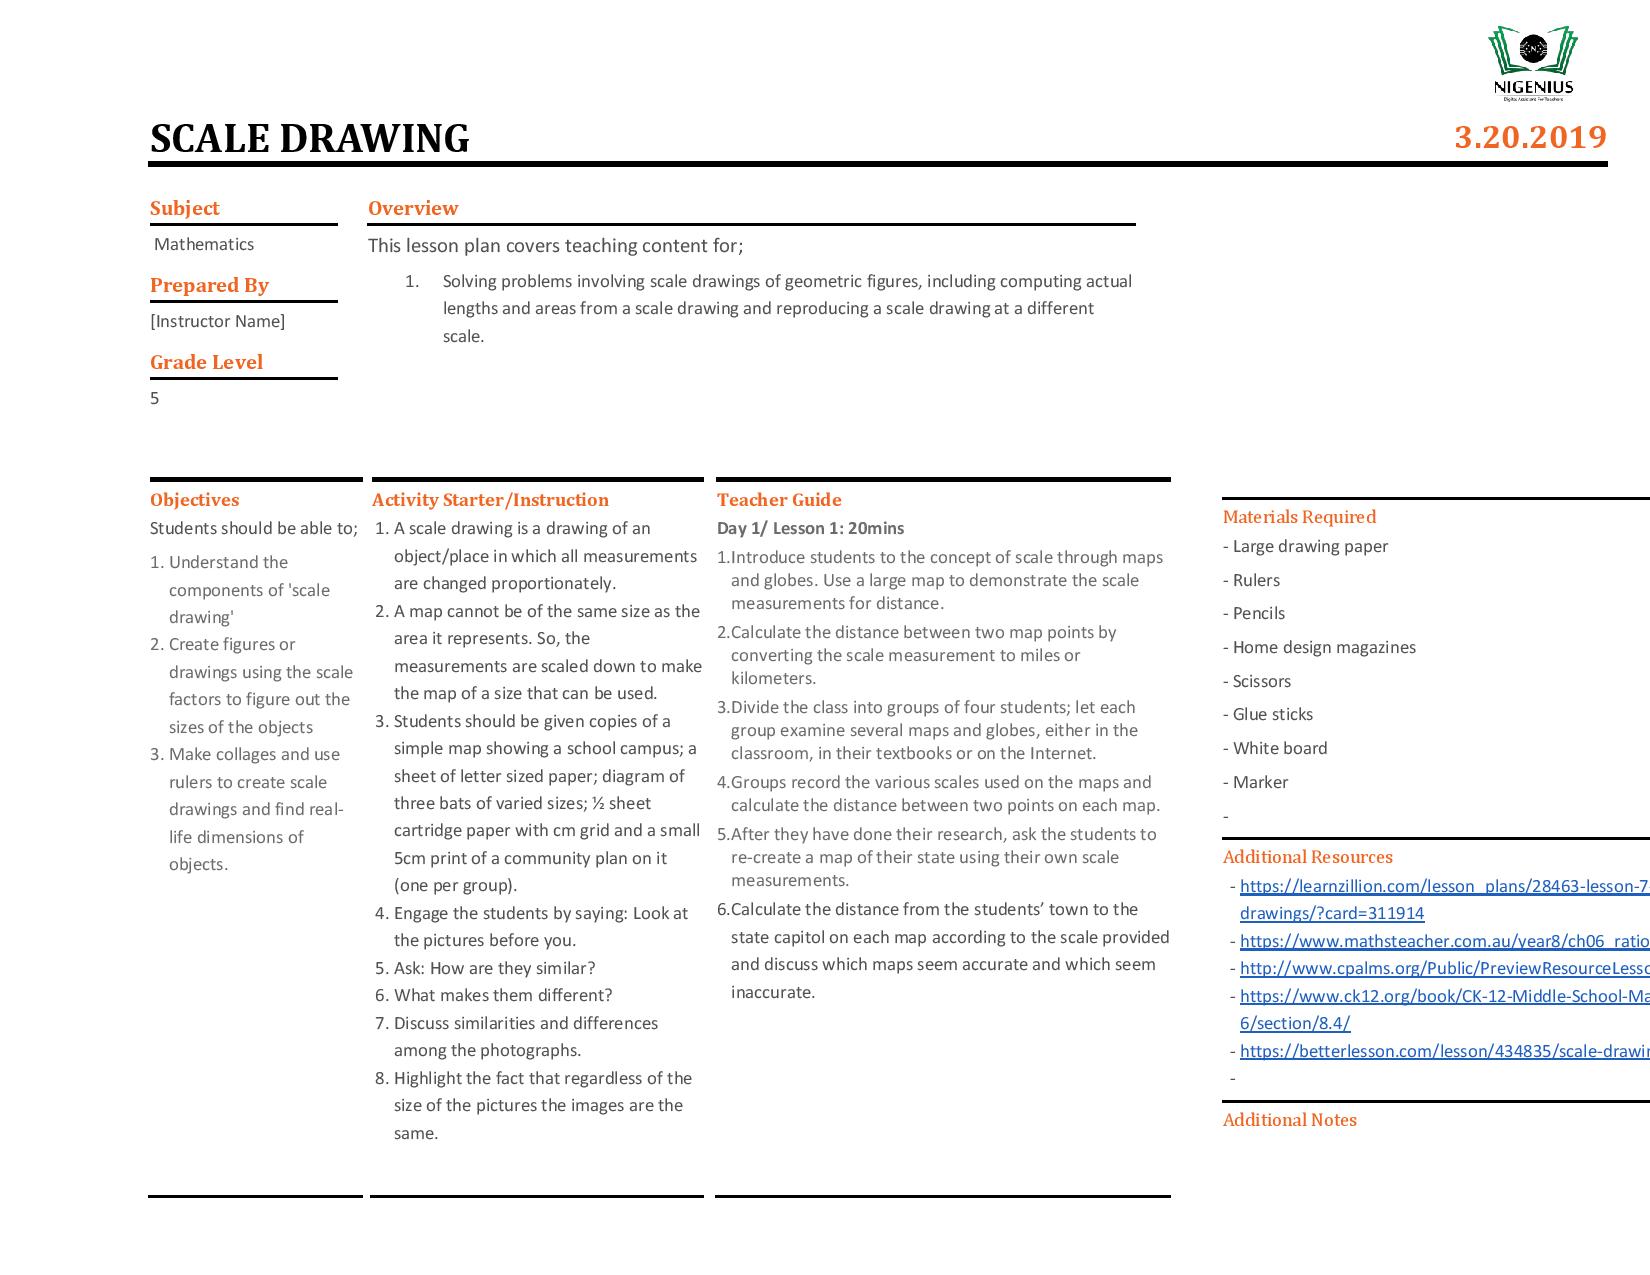 NIGENIUS
Digital Assistant For Teachers
SCALE DRAWING
3.20.2019
Subject
Mathematics
Prepared By
[Instructor Name]
Grade Level
5
Overview
This lesson plan covers teaching content for;
1. Solving problems involving scale drawings of geometric figures, including computing actual
lengths and areas from a scale drawing and reproducing a scale drawing at a different
scale.
Objectives
Students should be able to;
1. Understand the
components of 'scale
drawing'
2. Create figures or
drawings using the scale
factors to figure out the
sizes of the objects
3. Make collages and use
rulers to create scale
drawings and find real-
life dimensions of
objects.
Activity Starter/Instruction
1. A scale drawing is a drawing of an
object/place in which all measurements
are changed proportionately.
2. A map cannot be of the same size as the
area it represents. So, the
measurements are scaled down to make
the map of a size that can be used.
3. Students should be given copies of a
simple map showing a school campus; a
sheet of letter sized paper; diagram of
three bats of varied sizes; ½ sheet
cartridge paper with cm grid and a small
5cm print of a community plan on it
(one per group).
4. Engage the students by saying: Look at
the pictures before you.
5. Ask: How are they similar?
6. What makes them different?
7. Discuss similarities and differences
among the photographs.
8. Highlight the fact that regardless of the
size of the pictures the images are the
same.
Teacher Guide
Day 1/ Lesson 1: 20mins
1.Introduce students to the concept of scale through maps
and globes. Use a large map to demonstrate the scale
measurements for distance.
2.Calculate the distance between two map points by
converting the scale measurement to miles or
kilometers.
3.Divide the class into groups of four students; let each
group examine several maps and globes, either in the
classroom, in their textbooks or on the Internet.
4.Groups record the various scales used on the maps and
calculate the distance between two points on each map.
5.After they have done their research, ask the students to
re-create a map of their state using their own scale
measurements.
6.Calculate the distance from the students’ town to the
state capitol on each map according to the scale provided
and discuss which maps seem accurate and which seem
inaccurate.
Materials Required
- Large drawing paper
- Rulers
- Pencils
- Home design magazines
- Scissors
- Glue sticks
- White board
- Marker
-
Additional Resources
- https://learnzillion.com/lesson_plans/28463-lesson-7-
drawings/?card=311914
- https://www.mathsteacher.com.au/year8/ch06_ratio
- http://www.cpalms.org/Public/PreviewResourceLesso
- https://www.ck12.org/book/CK-12-Middle-School-Ma
6/section/8.4/
- https://betterlesson.com/lesson/434835/scale-drawin
-
Additional Notes